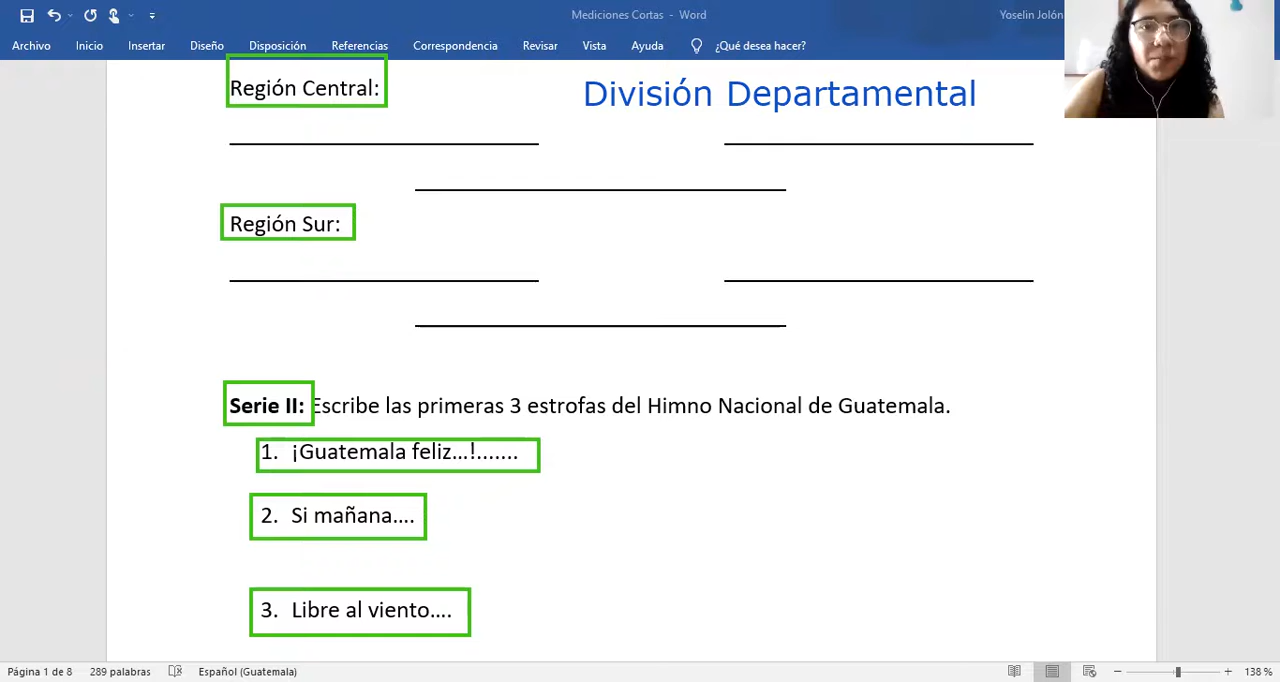 Mediciones Cortas - Word
Yoselin Jolón
Archivo Inicio Insertar Diseño Disposición Referencias Correspondencia Revisar Vista Ayuda ¿Qué desea hacer?
Región Central:
División Departamental
Región Sur:
Serie II: Escribe las primeras 3 estrofas del Himno Nacional de Guatemala.
1. ¡Guatemala feliz...!.......
2. Si mañana....
3. Libre al viento....
Página 1 de 8 289 palabras Español (Guatemala) 138 %